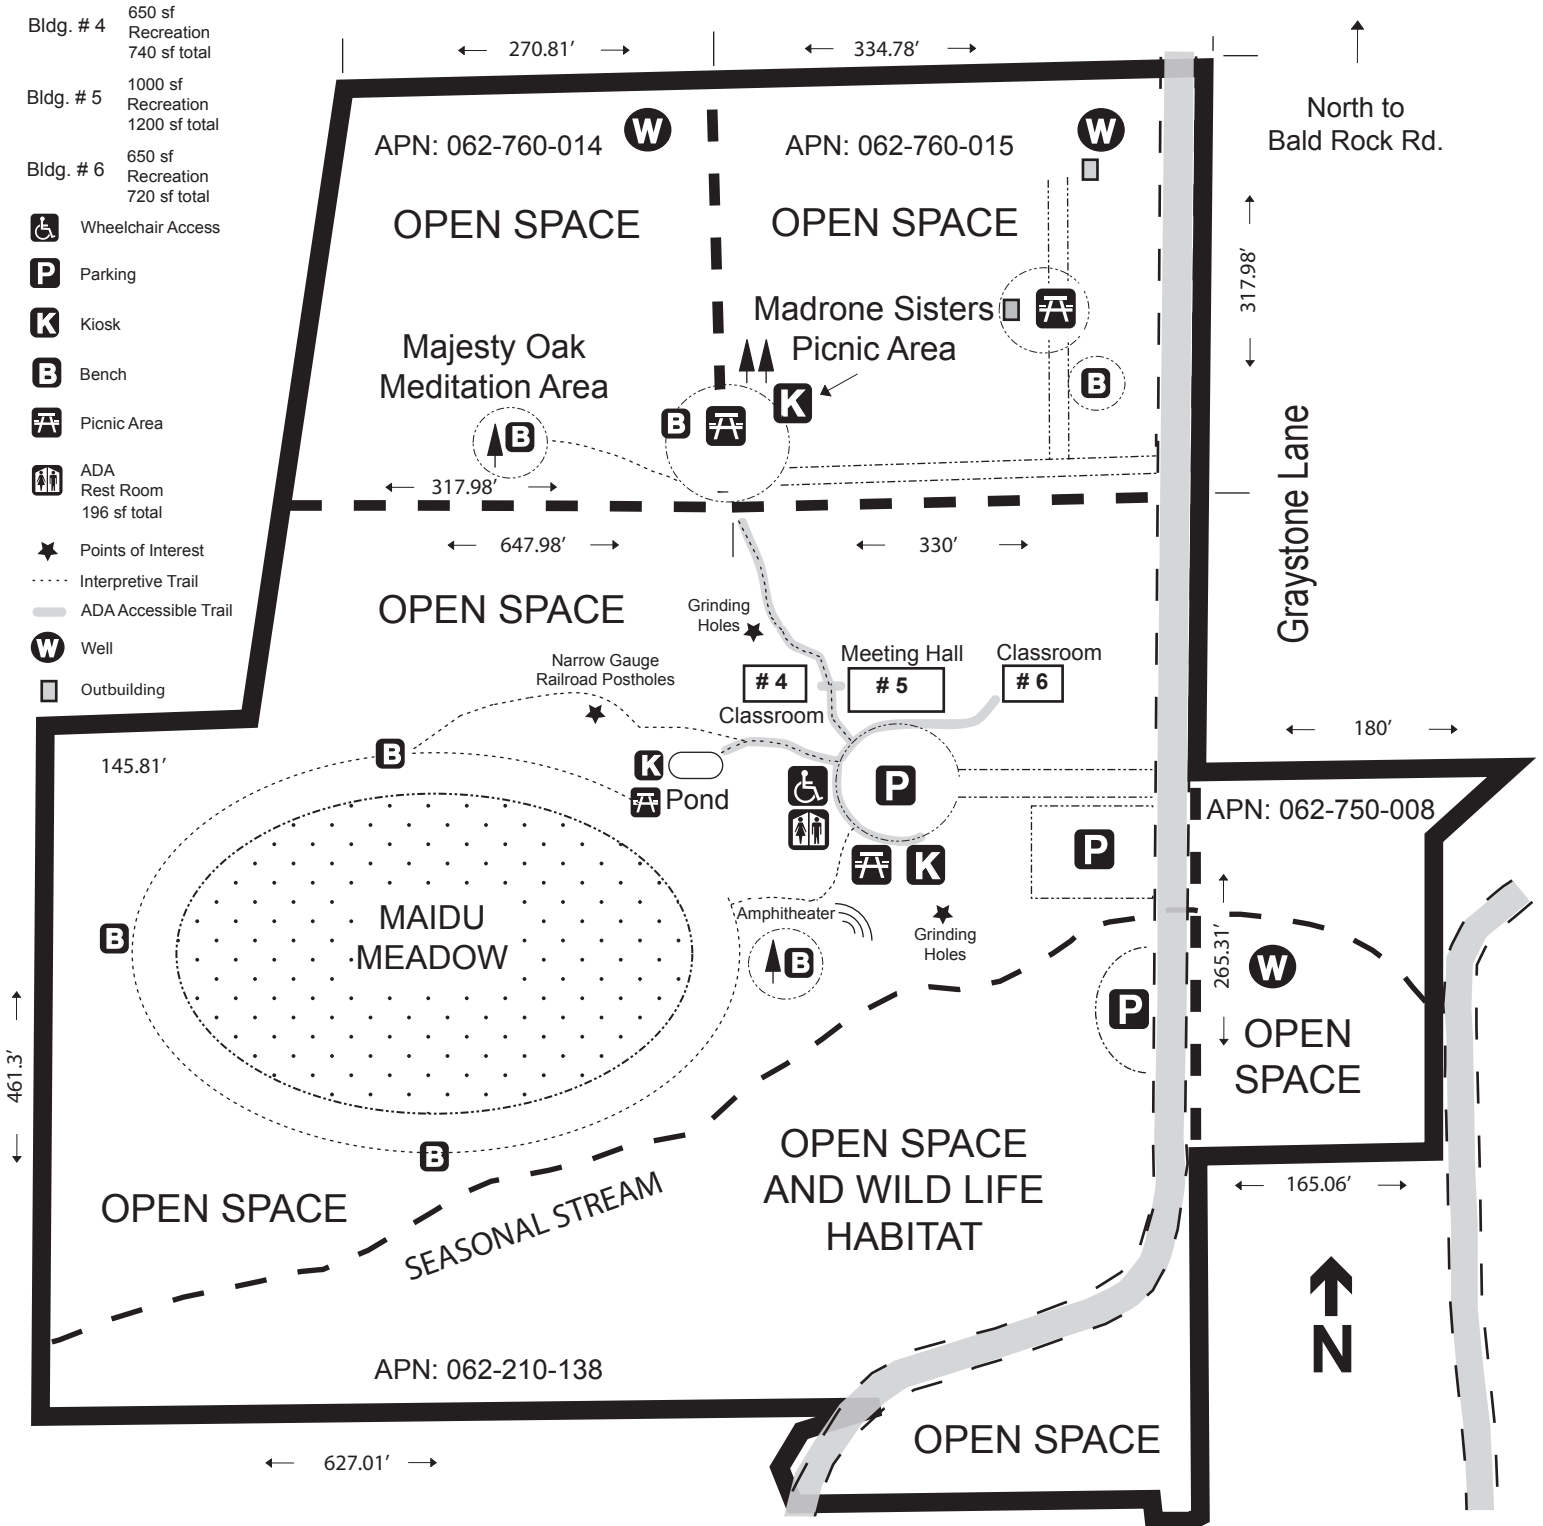 Bldg. # 4
650 sf
Recreation
740 sf total
Bldg. # 5
1000 sf
Recreation
1200 sf total
Bldg. # 6
650 sf
Recreation
720 sf total
Wheelchair Access
P Parking
K Kiosk
B Bench
Picnic Area
ADA
Rest Room
196 sf total
Points of Interest
Interpretive Trail
ADA Accessible Trail
W Well
Outbuilding
270.81’
334.78’
North to
Bald Rock Rd.
APN: 062-760-014
W
APN: 062-760-015
W
OPEN SPACE
OPEN SPACE
317.98’
Madrone Sisters
Picnic Area
Majesty Oak
Meditation Area
B
K
B
B
Graystone Lane
317.98’
647.98’
330’
OPEN SPACE
Grinding
Holes
Narrow Gauge
Railroad Postholes
Meeting Hall
Classroom
# 4
# 5
# 6
Classroom
180’
145.81’
B
K
Pond
P
APN: 062-750-008
P
K
MAIDU
MEADOW
B
Amphitheater
B
Grinding
Holes
265.31’
W
P
OPEN
SPACE
461.3’
B
OPEN SPACE
AND WILD LIFE
HABITAT
OPEN SPACE
SEASONAL STREAM
165.06’
N
APN: 062-210-138
OPEN SPACE
627.01’